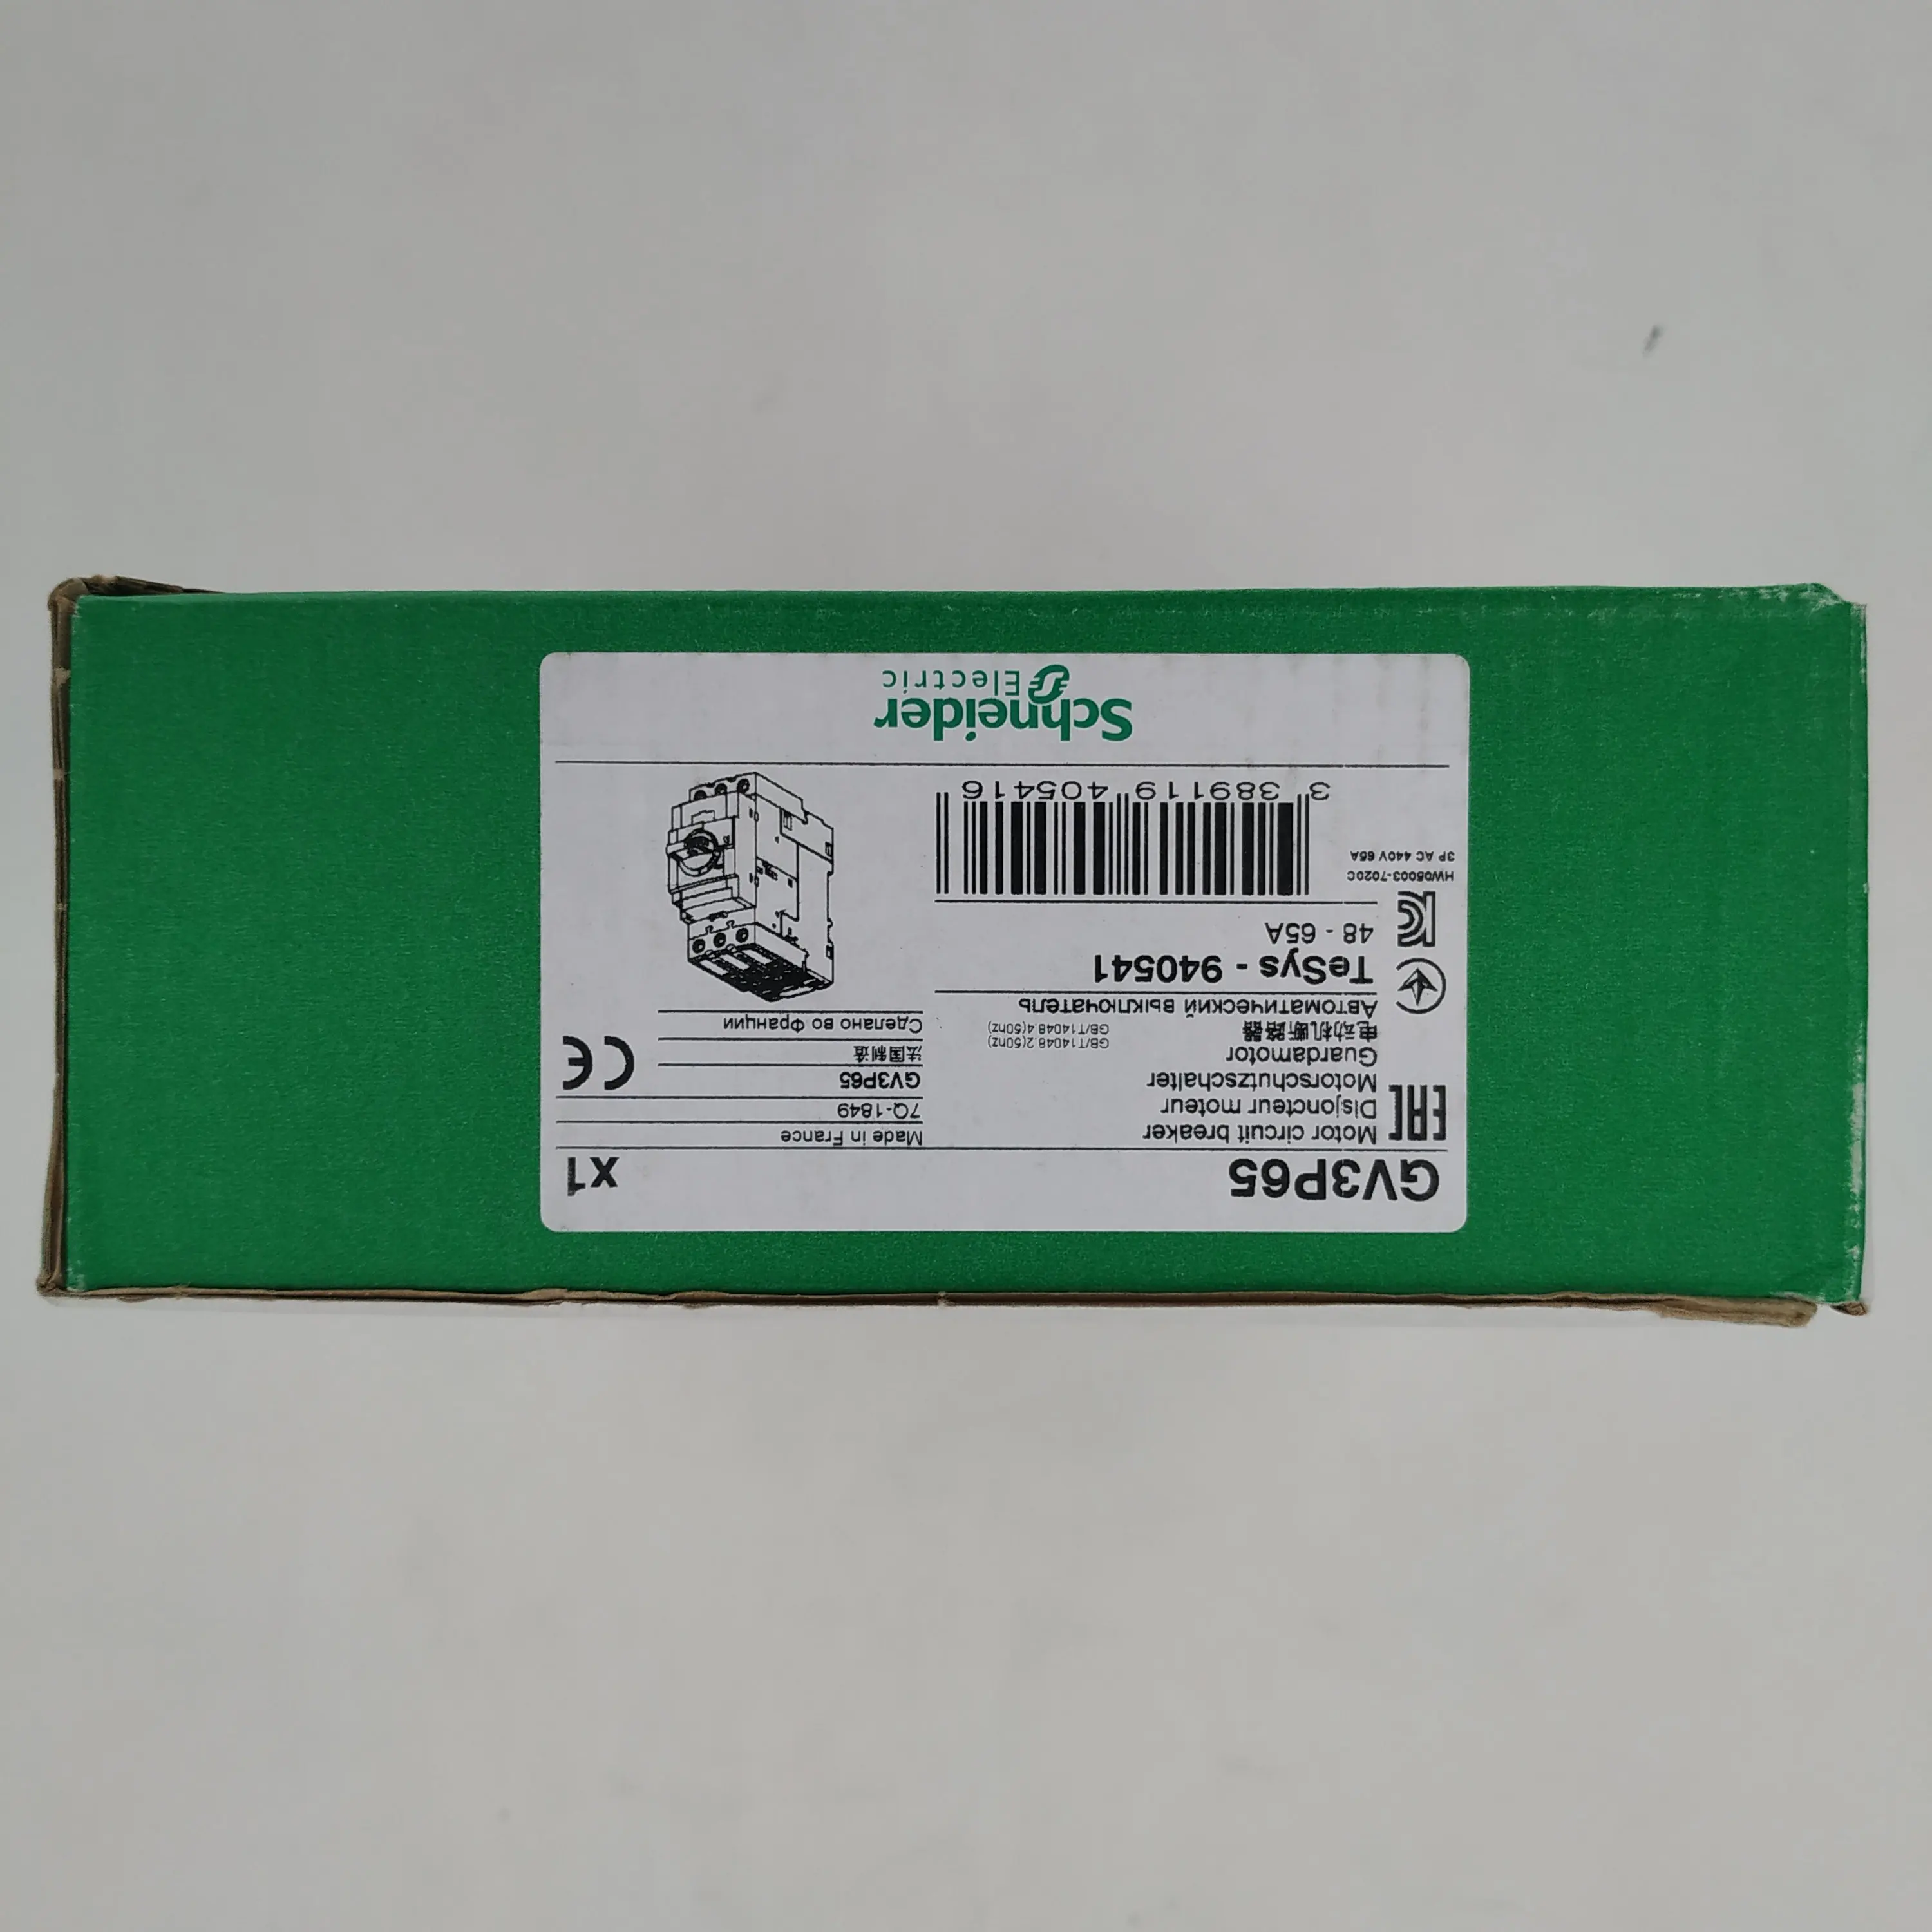 GV3P65
x1
Motor circuit breaker
Disjoncteur moteur
Motorschutzschalter
Guardamotor
电动机断路器
Автоматический выключатель
GB/T14048.2(50Hz)
GB/T14048.4(50Hz)
Made in France
7Q-1849
GV3P65
法国制造
Сделано во Франции
CE
EAC
TeSys - 940541
48 - 65A
HW05003-7020C
3P AC 440V 65A
3 389119 405416
Schneider
Electric